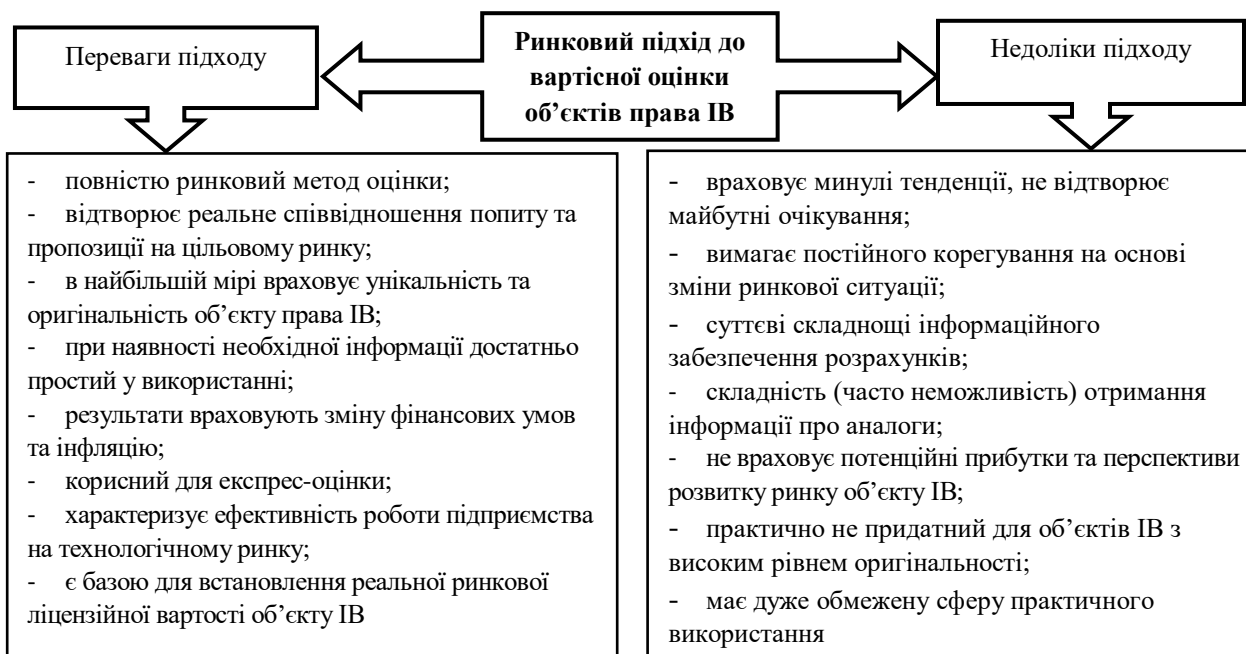 Переваги підходу
Ринковий підхід до
вартісної оцінки
об’єктів права ІВ
Недоліки підходу
- повністю ринковий метод оцінки;
- відтворює реальне співвідношення попиту та
пропозиції на цільовому ринку;
- в найбільшій мірі враховує унікальність та
оригінальність об’єкту права ІВ;
- при наявності необхідної інформації достатньо
простий у використанні;
- результати враховують зміну фінансових умов
та інфляцію;
- корисний для експрес-оцінки;
- характеризує ефективність роботи підприємства
на технологічному ринку;
- є базою для встановлення реальної ринкової
ліцензійної вартості об’єкту ІВ
- враховує минулі тенденції, не відтворює
майбутні очікування;
- вимагає постійного корегування на основі
зміни ринкової ситуації;
- суттєві складнощі інформаційного
забезпечення розрахунків;
- складність (часто неможливість) отримання
інформації про аналоги;
- не враховує потенційні прибутки та перспективи
розвитку ринку об’єкту ІВ;
- практично не придатний для об’єктів ІВ з
високим рівнем оригінальності;
- має дуже обмежену сферу практичного
використання